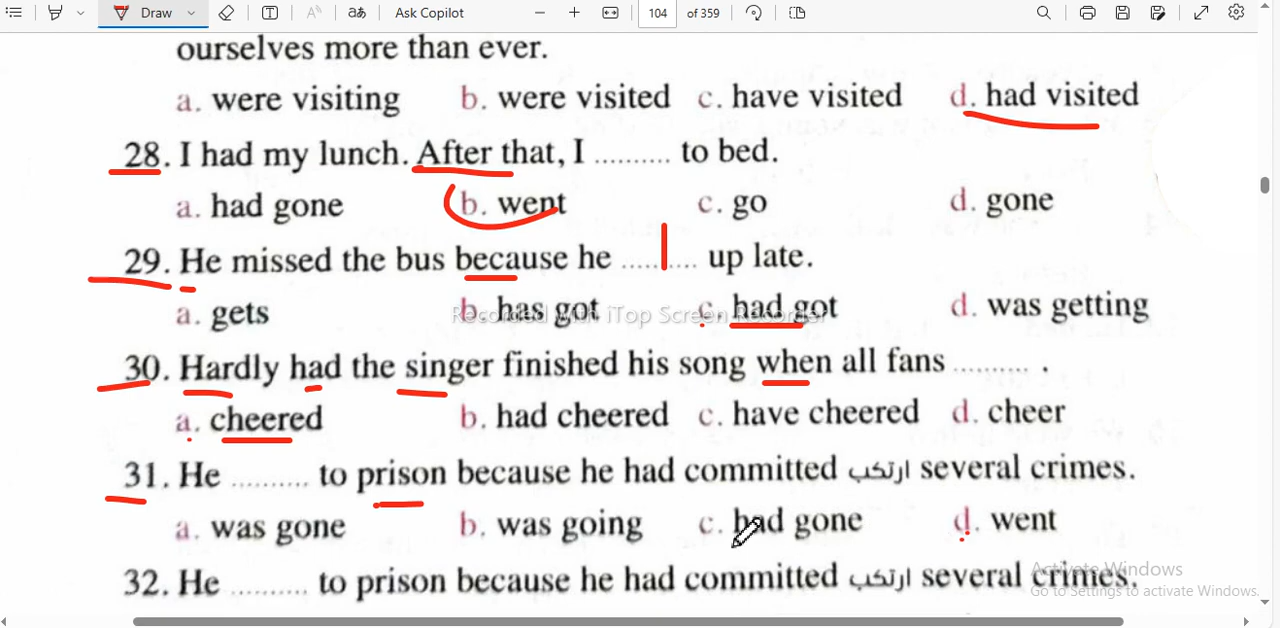 Draw
aあ
Ask Copilot
104 of 359
ourselves more than ever.
a. were visiting b. were visited c. have visited d. had visited
28. I had my lunch. After that, I .......... to bed.
a. had gone b. went c. go d. gone
29. He missed the bus because he .......... up late.
a. gets b. has got c. had got d. was getting
Recorded with iTop Screen Recorder
30. Hardly had the singer finished his song when all fans .......... .
a. cheered b. had cheered c. have cheered d. cheer
31. He .......... to prison because he had committed ارتكب several crimes.
a. was gone b. was going c. had gone d. went
32. He .......... to prison because he had committed ارتكب several crimes.
Activate Windows
Go to Settings to activate Windows.